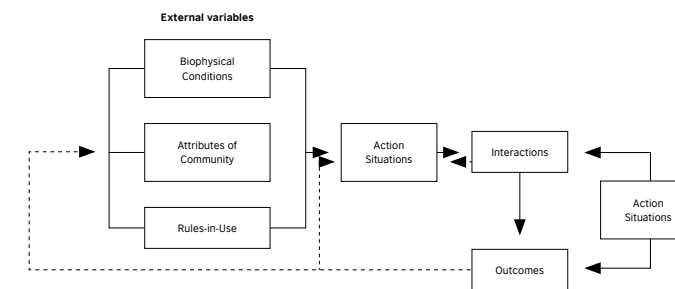 External variables
Biophysical
Conditions
Attributes of
Community
Rules-in-Use
Action
Situations
Interactions
Outcomes
Action
Situations